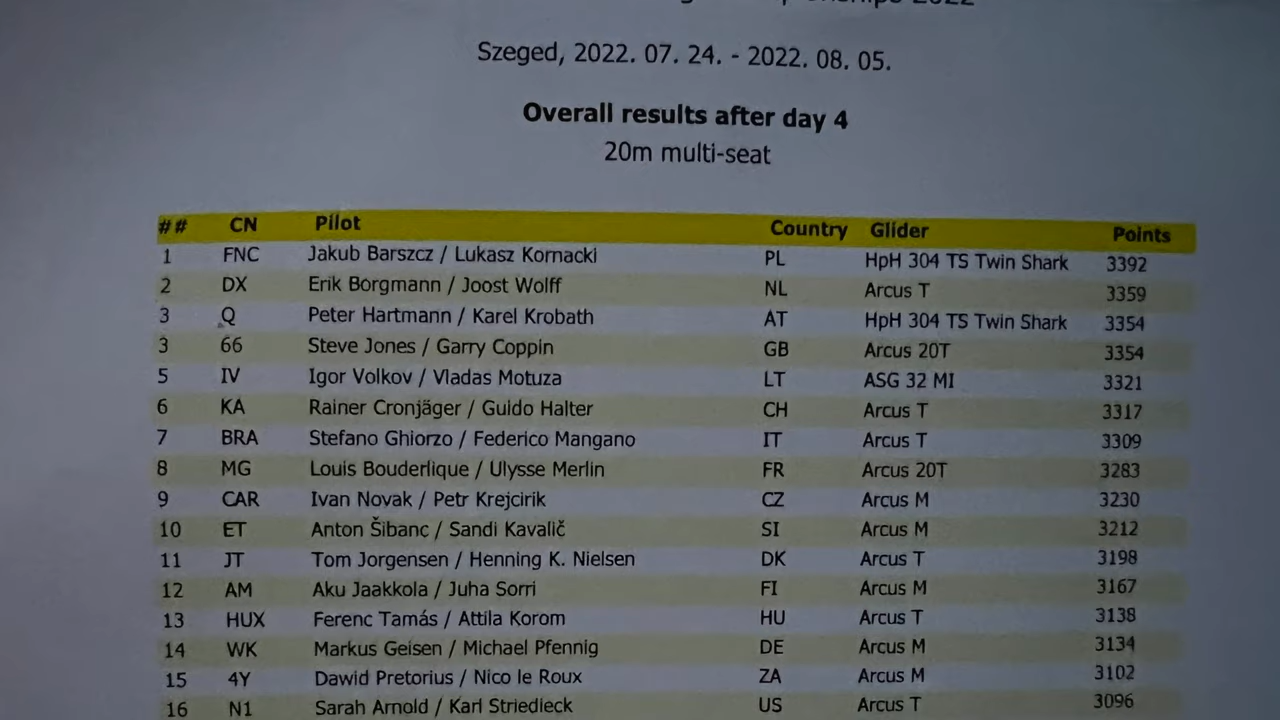 2022
Szeged, 2022. 07. 24. - 2022. 08. 05.
Overall results after day 4
20m multi-seat
## CN Pilot Country Glider Points
1 FNC Jakub Barszcz / Lukasz Kornacki PL HpH 304 TS Twin Shark 3392
2 DX Erik Borgmann / Joost Wolff NL Arcus T 3359
3 Q Peter Hartmann / Karel Krobath AT HpH 304 TS Twin Shark 3354
3 66 Steve Jones / Garry Coppin GB Arcus 20T 3354
5 IV Igor Volkov / Vladas Motuza LT ASG 32 MI 3321
6 KA Rainer Cronjäger / Guido Halter CH Arcus T 3317
7 BRA Stefano Ghiorzo / Federico Mangano IT Arcus T 3309
8 MG Louis Bouderlique / Ulysse Merlin FR Arcus 20T 3283
9 CAR Ivan Novak / Petr Krejcirik CZ Arcus M 3230
10 ET Anton Šibanc / Sandi Kavalič SI Arcus M 3212
11 JT Tom Jorgensen / Henning K. Nielsen DK Arcus T 3198
12 AM Aku Jaakkola / Juha Sorri FI Arcus M 3167
13 HUX Ferenc Tamás / Attila Korom HU Arcus T 3138
14 WK Markus Geisen / Michael Pfennig DE Arcus M 3134
15 4Y Dawid Pretorius / Nico le Roux ZA Arcus M 3102
16 N1 Sarah Arnold / Karl Striedieck US Arcus T 3096